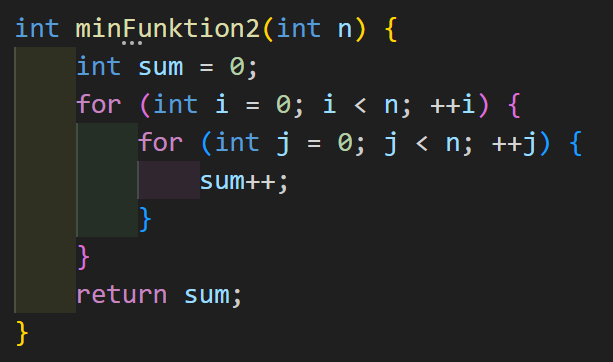 int minFunktion2(int n) {
    int sum = 0;
    for (int i = 0; i < n; ++i) {
        for (int j = 0; j < n; ++j) {
            sum++;
        }
    }
    return sum;
}